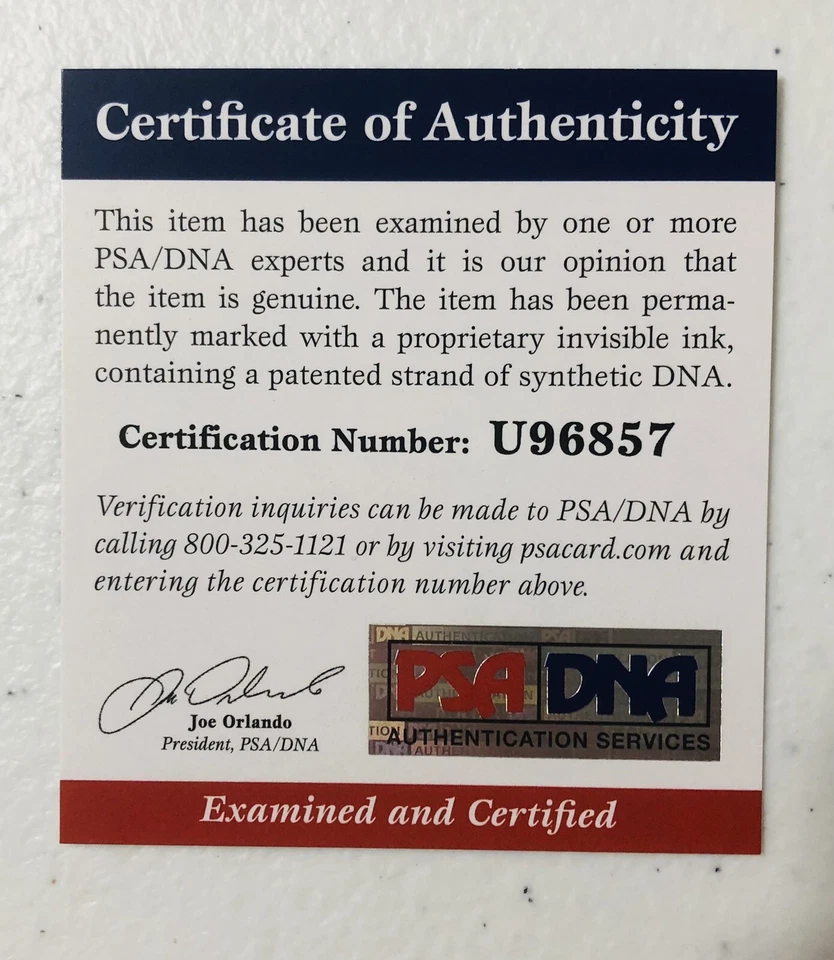 Certificate of Authenticity
This item has been examined by one or more
PSA/DNA experts and it is our opinion that
the item is genuine. The item has been perma-
nently marked with a proprietary invisible ink,
containing a patented strand of synthetic DNA.
Certification Number: U96857
Verification inquiries can be made to PSA/DNA by
calling 800-325-1121 or by visiting psacard.com and
entering the certification number above.
Joe Orlando
President, PSA/DNA
DNA AUTHENTICATION PSA
PSA DNA
AUTHENTICATION SERVICES
Examined and Certified